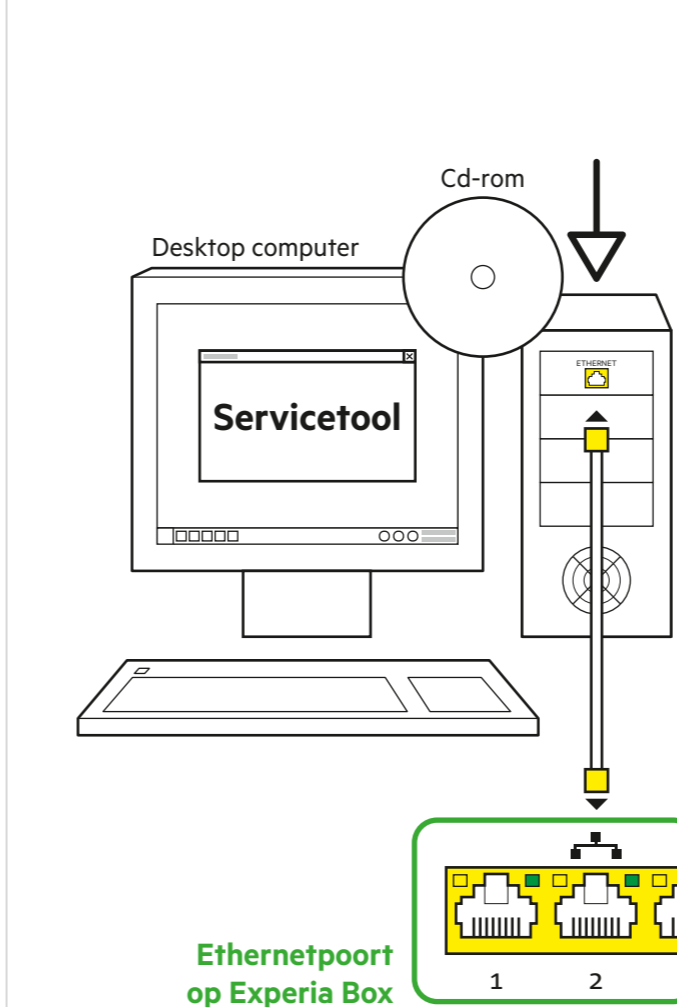 Cd-rom
Desktop computer
ETHERNET
Servicetool
Ethernetpoort
op Experia Box
1 2